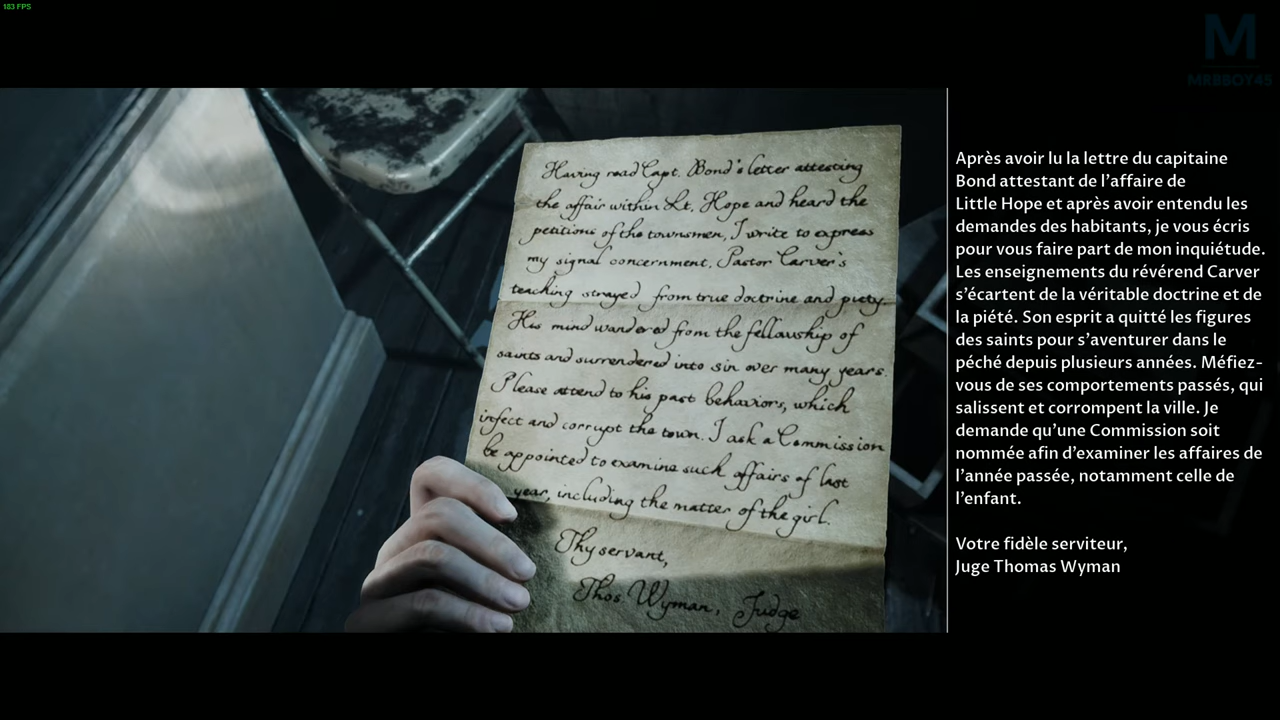 183 FPS
M
MRBBOY45
Having read Capt. Bond's letter attesting
the affair within Lt. Hope and heard the
petitions of the townsmen, I write to express
my signal concernment. Pastor Carver's
teaching strayed from true doctrine and piety.
His mind wandered from the fellowship of
saints and surrendered into sin over many years.
Please attend to his past behaviors, which
infect and corrupt the town. I ask a Commission
be appointed to examine such affairs of last
year, including the matter of the girl.
Thy servant,
Thos. Wyman, Judge
Après avoir lu la lettre du capitaine
Bond attestant de l'affaire de
Little Hope et après avoir entendu les
demandes des habitants, je vous écris
pour vous faire part de mon inquiétude.
Les enseignements du révérend Carver
s'écartent de la véritable doctrine et de
la piété. Son esprit a quitté les figures
des saints pour s'aventurer dans le
péché depuis plusieurs années. Méfiez-
vous de ses comportements passés, qui
salissent et corrompent la ville. Je
demande qu'une Commission soit
nommée afin d'examiner les affaires de
l'année passée, notamment celle de
l'enfant.
Votre fidèle serviteur,
Juge Thomas Wyman